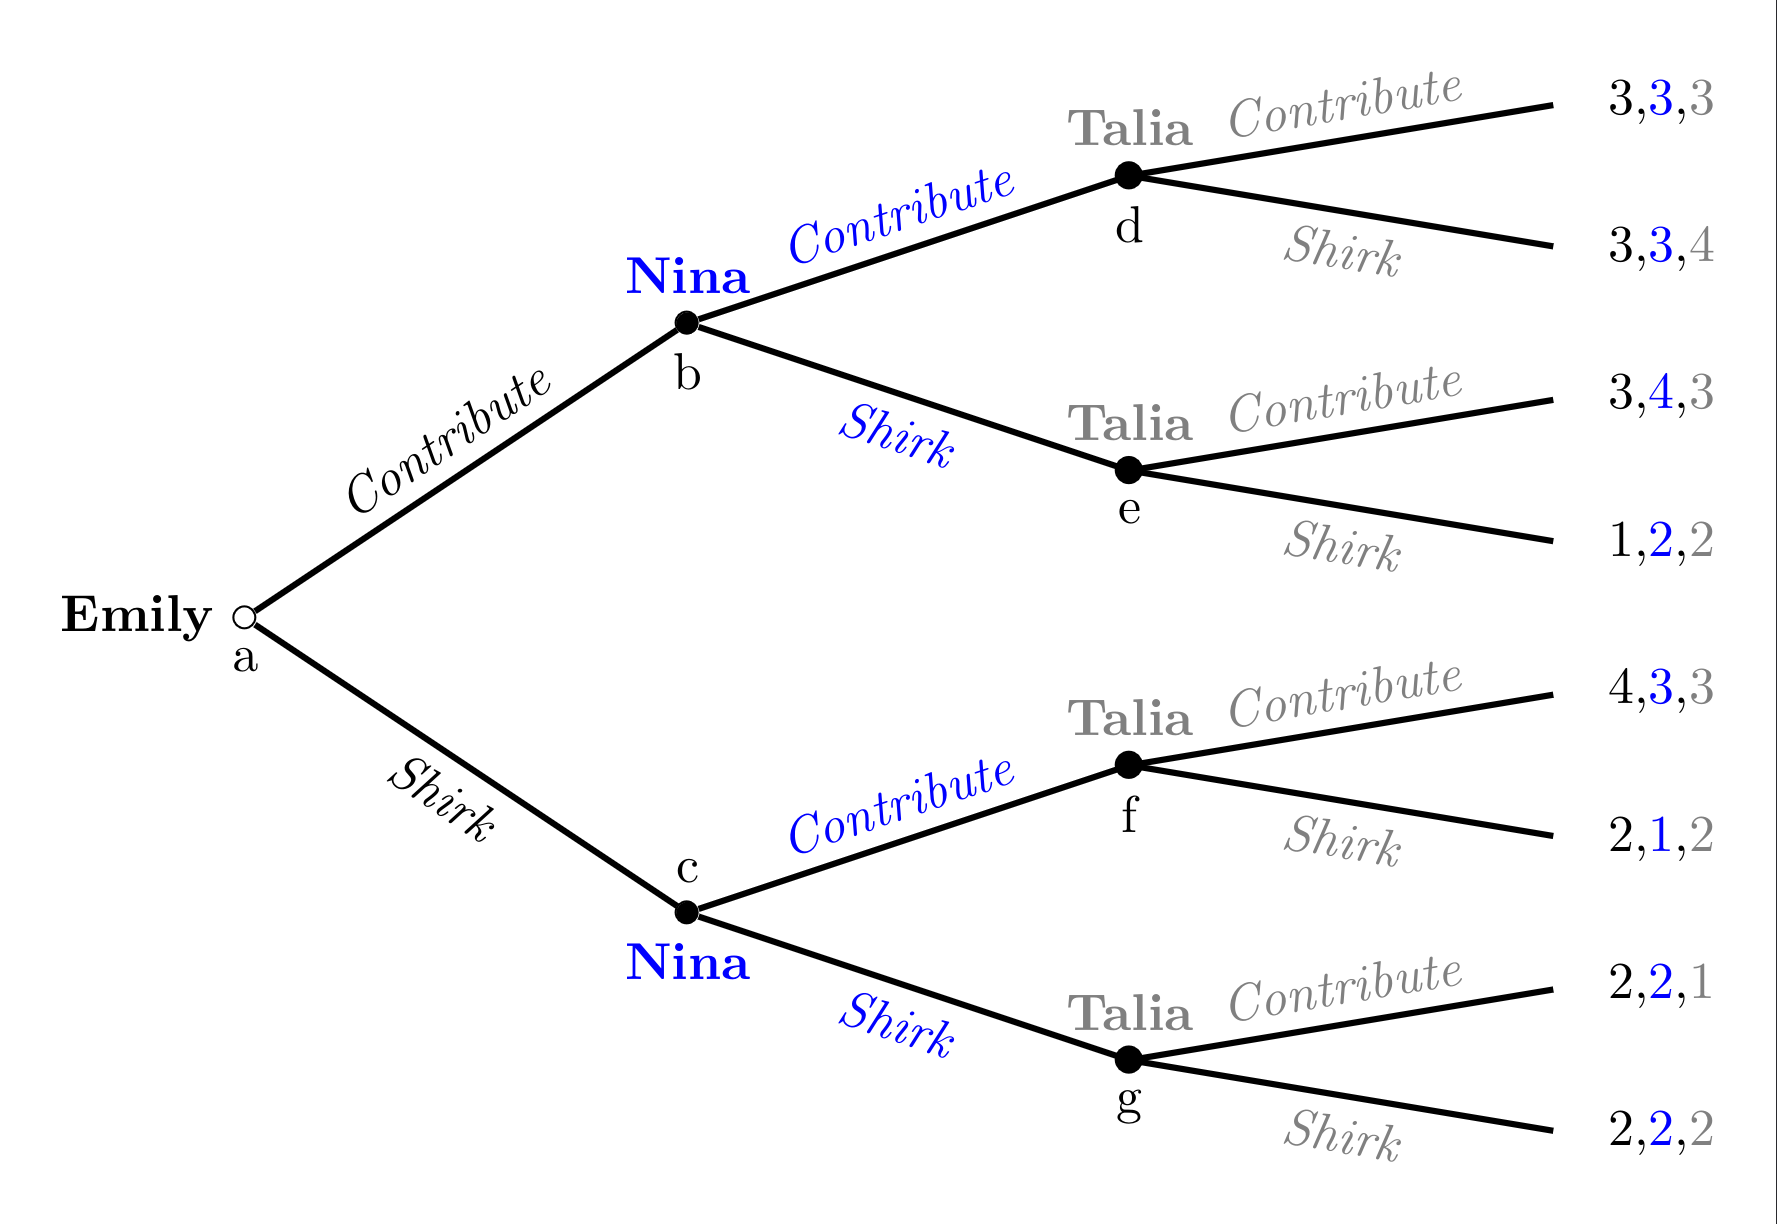 Contribute
3,3,3
Talia
d
Shirk
3,3,4
Contribute
Nina
b
Shirk
Contribute
3,4,3
Talia
e
Shirk
1,2,2
Contribute
Emily
a
Shirk
Contribute
4,3,3
Talia
f
Shirk
2,1,2
Contribute
c
Nina
Shirk
Contribute
2,2,1
Talia
g
Shirk
2,2,2